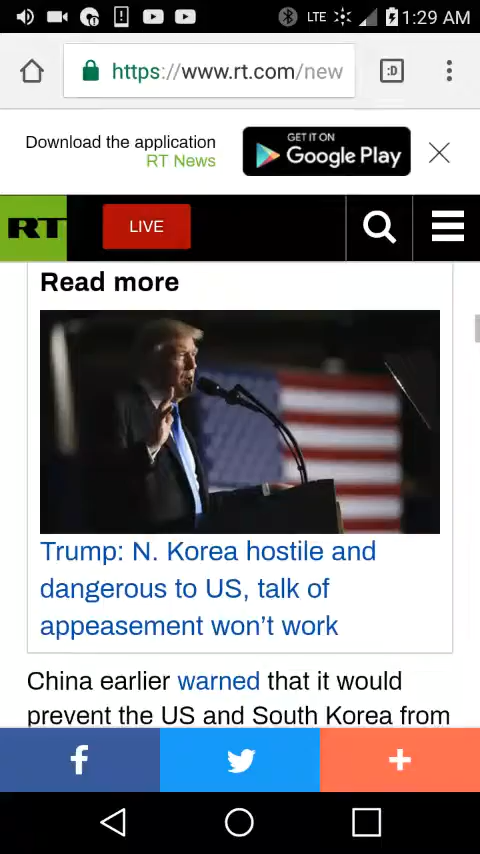 LTE 1:29 AM
https://www.rt.com/new
:D
Download the application
RT News
GET IT ON
Google Play
RT
LIVE
Read more
Trump: N. Korea hostile and
dangerous to US, talk of
appeasement won’t work
China earlier warned that it would
prevent the US and South Korea from